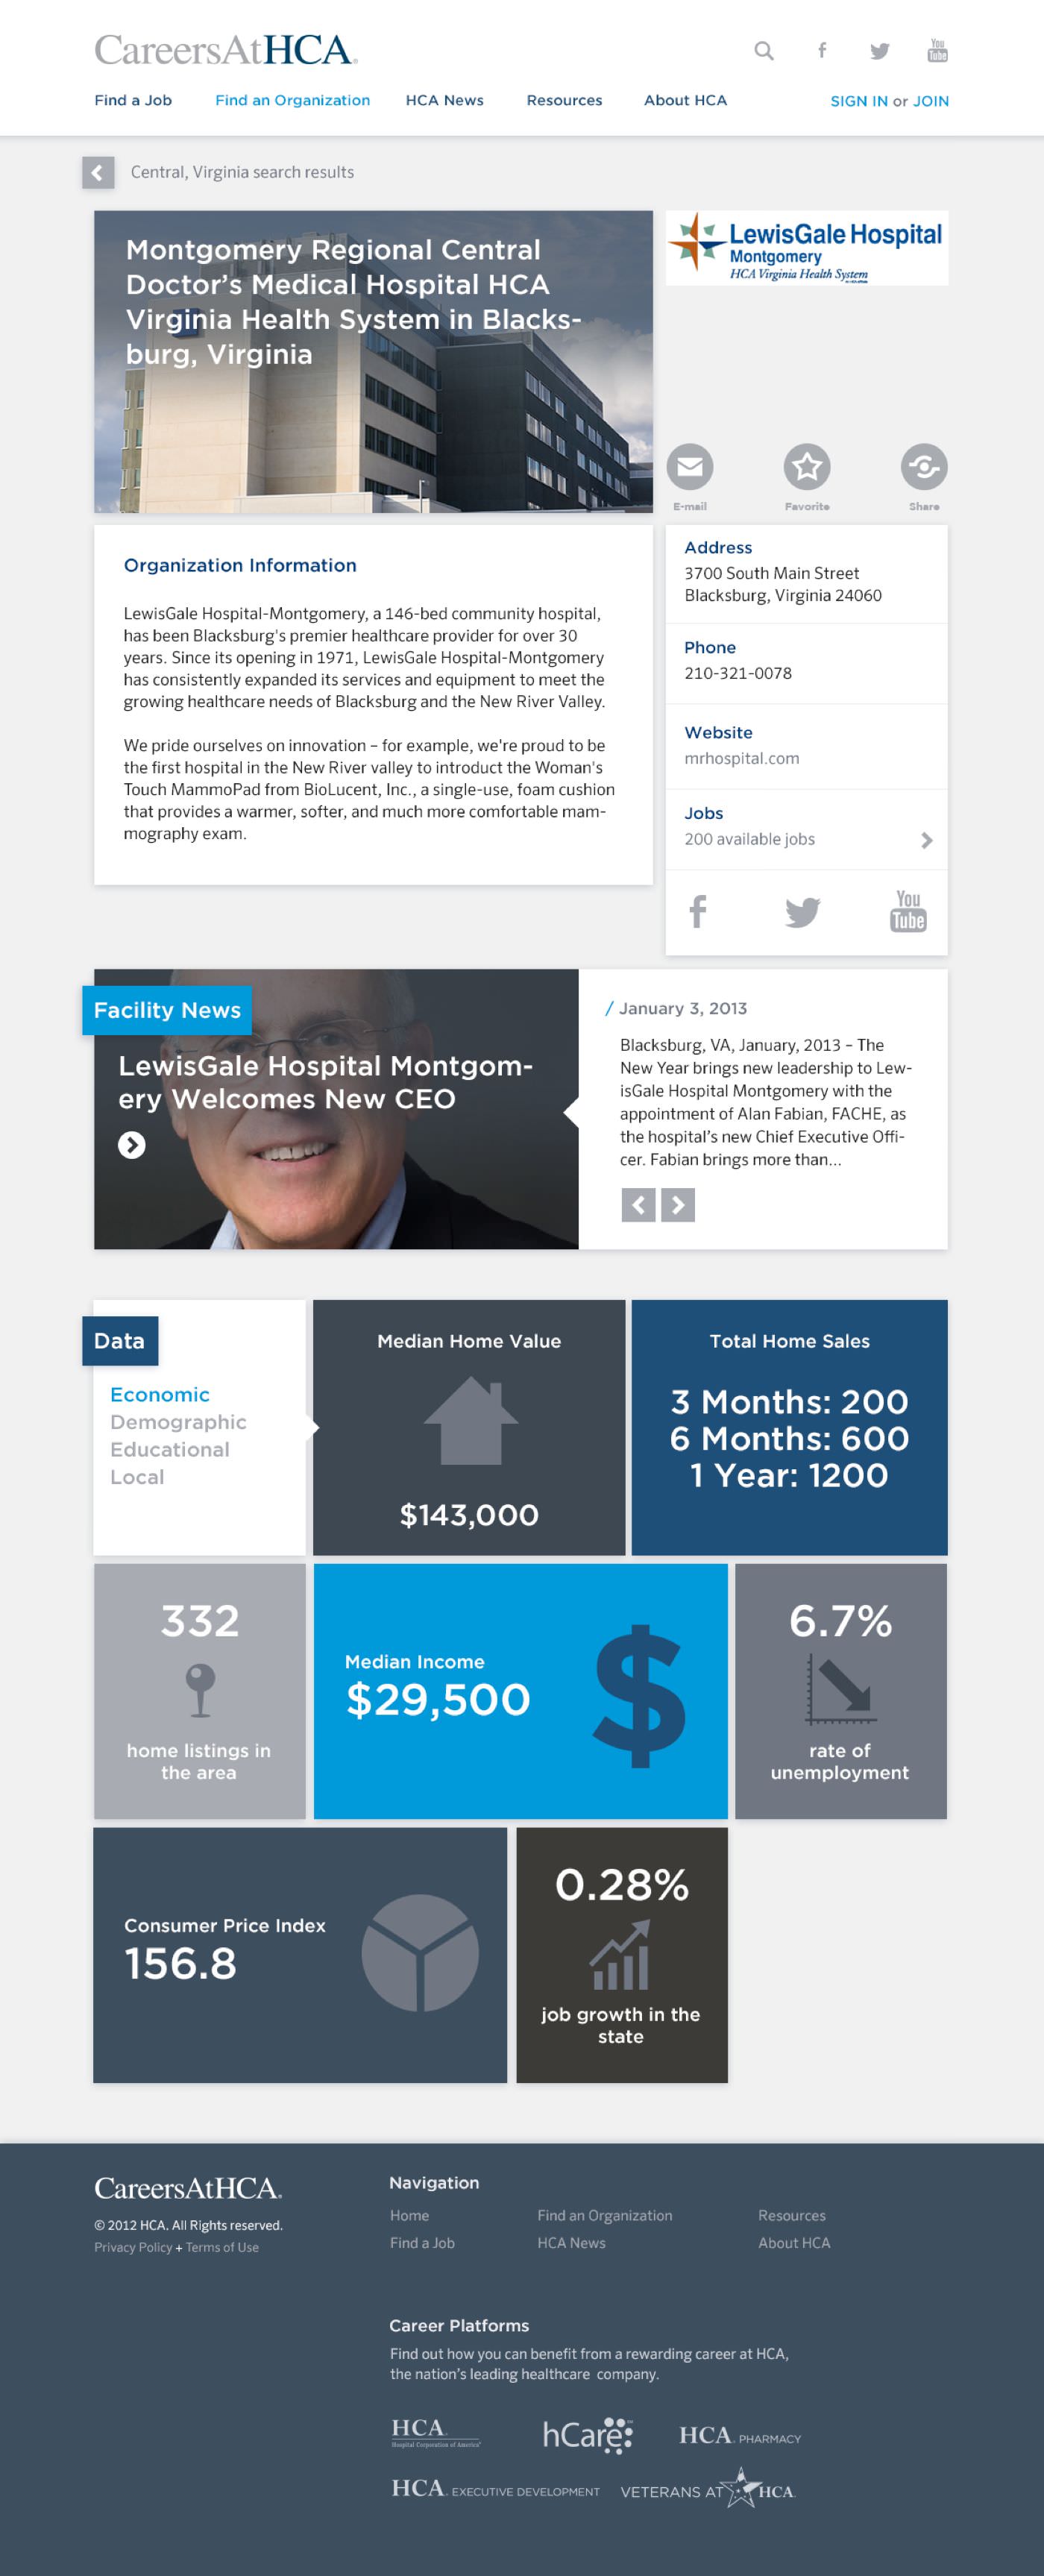 CareersAtHCA.
You
Tube
Find a Job
Find an Organization
HCA News
Resources
About HCA
SIGN IN or JOIN
Central, Virginia search results
Montgomery Regional Central
Doctor's Medical Hospital HCA
Virginia Health System in Blacks-
burg, Virginia
LewisGale Hospital
Montgomery
HCA Virginia Health System
E-mail
Favorite
Share
Organization Information
LewisGale Hospital-Montgomery, a 146-bed community hospital,
has been Blacksburg's premier healthcare provider for over 30
years. Since its opening in 1971, LewisGale Hospital-Montgomery
has consistently expanded its services and equipment to meet the
growing healthcare needs of Blacksburg and the New River Valley.
We pride ourselves on innovation – for example, we're proud to be
the first hospital in the New River valley to introduct the Woman's
Touch MammoPad from BioLucent, Inc., a single-use, foam cushion
that provides a warmer, softer, and much more comfortable mam-
mography exam.
Address
3700 South Main Street
Blacksburg, Virginia 24060
Phone
210-321-0078
Website
mrhospital.com
Jobs
200 available jobs
You
Tube
Facility News
LewisGale Hospital Montgom-
ery Welcomes New CEO
/ January 3, 2013
Blacksburg, VA, January, 2013 – The
New Year brings new leadership to Lew-
isGale Hospital Montgomery with the
appointment of Alan Fabian, FACHE, as
the hospital's new Chief Executive Offi-
cer. Fabian brings more than...
Data
Economic
Demographic
Educational
Local
Median Home Value
$143,000
Total Home Sales
3 Months: 200
6 Months: 600
1 Year: 1200
332
home listings in
the area
Median Income
$29,500
$
6.7%
rate of
unemployment
Consumer Price Index
156.8
0.28%
job growth in the
state
CareersAtHCA.
© 2012 HCA. All Rights reserved.
Privacy Policy + Terms of Use
Navigation
Home
Find an Organization
Resources
Find a Job
HCA News
About HCA
Career Platforms
Find out how you can benefit from a rewarding career at HCA,
the nation's leading healthcare company.
HCA.
Hospital Corporation of America
hCare
HCA. PHARMACY
HCA. EXECUTIVE DEVELOPMENT
VETERANS AT HCA.